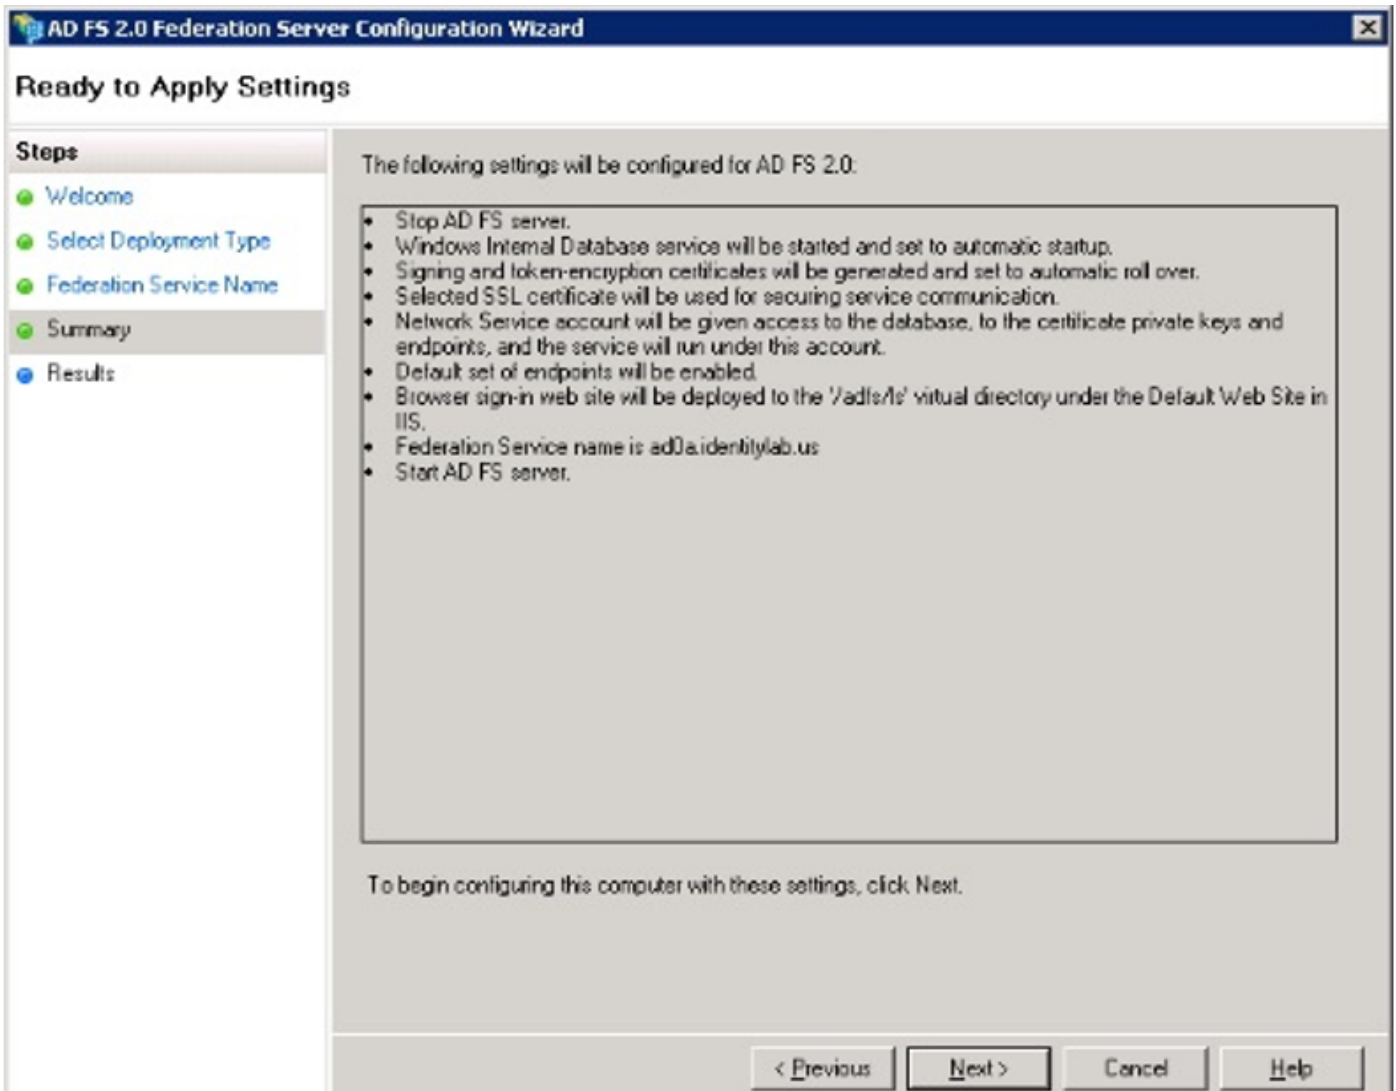 AD FS 2.0 Federation Server Configuration Wizard
Ready to Apply Settings
Steps
Welcome
Select Deployment Type
Federation Service Name
Summary
Results
The following settings will be configured for AD FS 2.0:
• Stop AD FS server.
• Windows Internal Database service will be started and set to automatic startup.
• Signing and token-encryption certificates will be generated and set to automatic roll over.
• Selected SSL certificate will be used for securing service communication.
• Network Service account will be given access to the database, to the certificate private keys and
endpoints, and the service will run under this account.
• Default set of endpoints will be enabled.
• Browser sign-in web site will be deployed to the '/adfs/ls' virtual directory under the Default Web Site in
IIS.
• Federation Service name is ad0a.identitylab.us
• Start AD FS server.
To begin configuring this computer with these settings, click Next.
< Previous
Next >
Cancel
Help